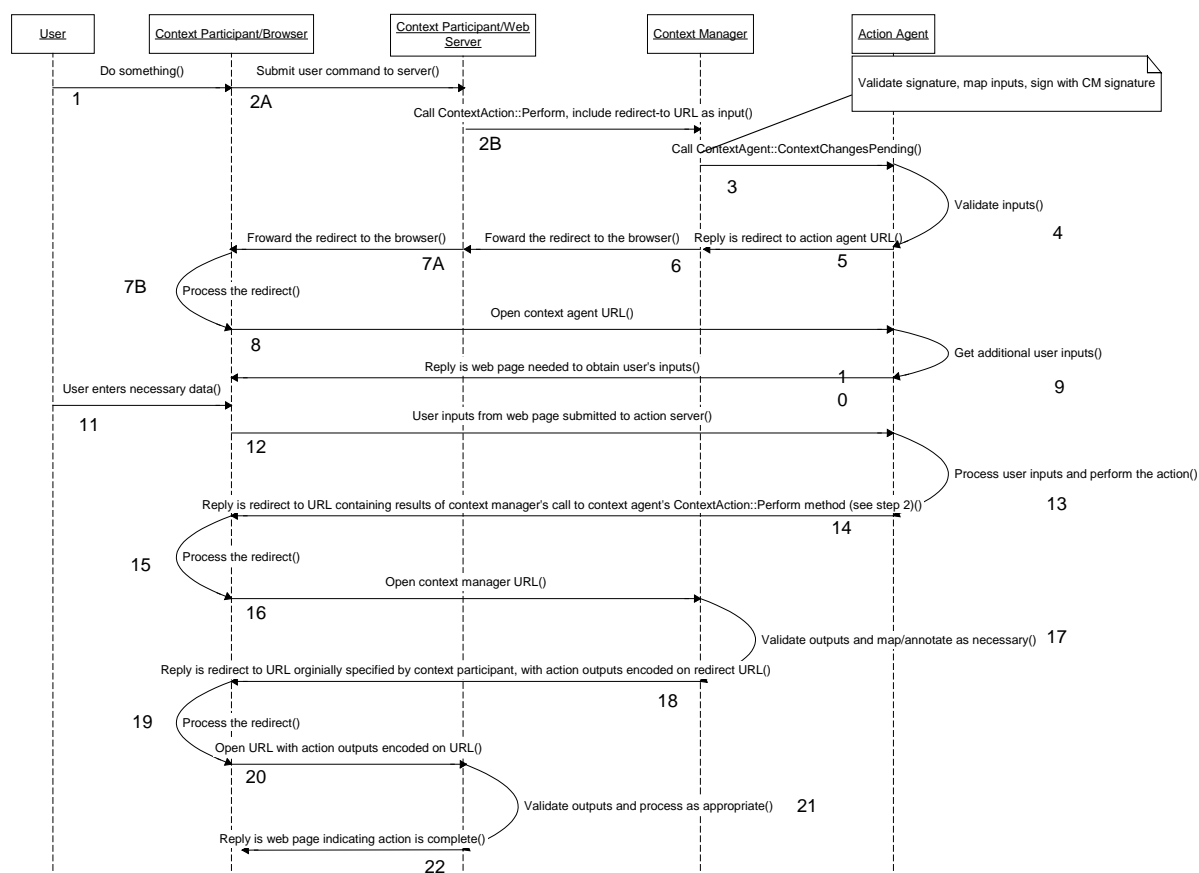 User
Context Participant/Browser
Context Participant/Web
Server
Context Manager
Action Agent
Do something()
1
Submit user command to server()
2A
Validate signature, map inputs, sign with CM signature
Call ContextAction::Perform, include redirect-to URL as input()
2B
Call ContextAgent::ContextChangesPending()
3
Validate inputs()
4
Froward the redirect to the browser()
7A
Foward the redirect to the browser()
6
Reply is redirect to action agent URL()
5
7B
Process the redirect()
Open context agent URL()
8
Get additional user inputs()
9
Reply is web page needed to obtain user's inputs()
1
0
User enters necessary data()
11
User inputs from web page submitted to action server()
12
Process user inputs and perform the action()
13
Reply is redirect to URL containing results of context manager's call to context agent's ContextAction::Perform method (see step 2)()
14
15
Process the redirect()
Open context manager URL()
16
Validate outputs and map/annotate as necessary()
17
Reply is redirect to URL orginially specified by context participant, with action outputs encoded on redirect URL()
18
19
Process the redirect()
Open URL with action outputs encoded on URL()
20
Validate outputs and process as appropriate()
21
Reply is web page indicating action is complete()
22